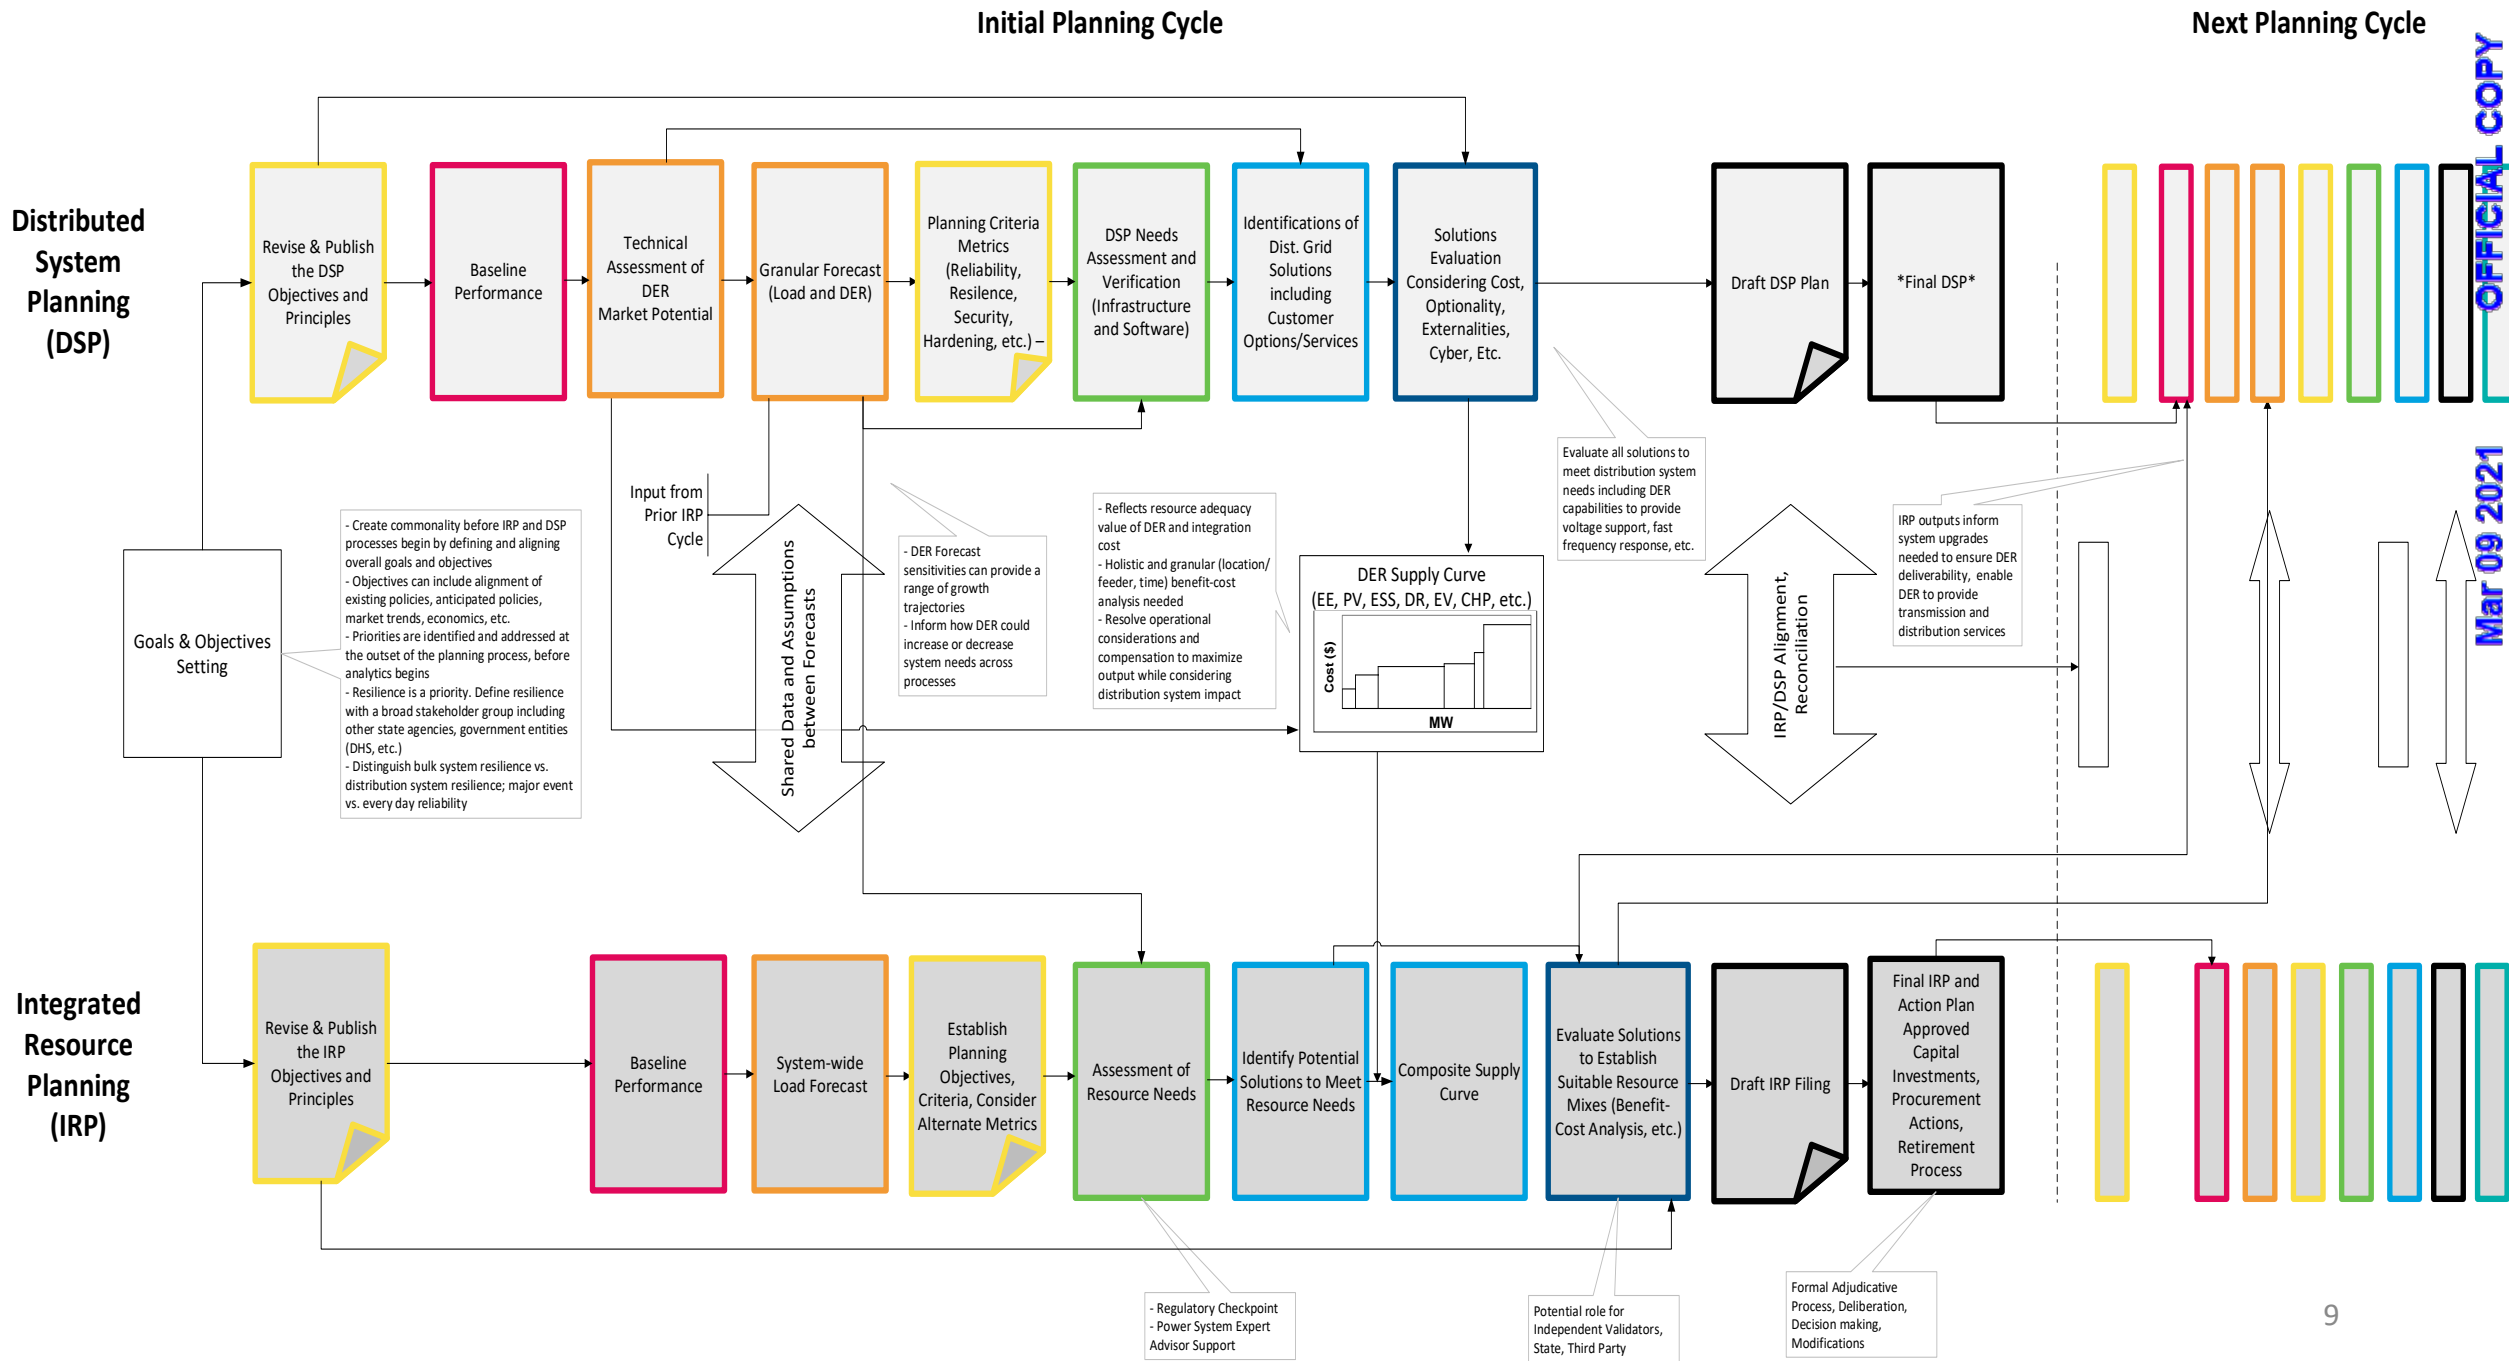 Initial Planning Cycle
Next Planning Cycle
OFFICIAL COPY
Mar 09 2021
Distributed
System
Planning
(DSP)
Revise & Publish
the DSP
Objectives and
Principles
Baseline
Performance
Technical
Assessment of
DER
Market Potential
Granular Forecast
(Load and DER)
Planning Criteria
Metrics
(Reliability,
Resilence,
Security,
Hardening, etc.) –
DSP Needs
Assessment and
Verification
(Infrastructure
and Software)
Identifications of
Dist. Grid
Solutions
including
Customer
Options/Services
Solutions
Evaluation
Considering Cost,
Optionality,
Externalities,
Cyber, Etc.
Draft DSP Plan
*Final DSP*
Goals & Objectives
Setting
- Create commonality before IRP and DSP
processes begin by defining and aligning
overall goals and objectives
- Objectives can include alignment of
existing policies, anticipated policies,
market trends, economics, etc.
- Priorities are identified and addressed at
the outset of the planning process, before
analytics begins
- Resilience is a priority. Define resilience
with a broad stakeholder group including
other state agencies, government entities
(DHS, etc.)
- Distinguish bulk system resilience vs.
distribution system resilience; major event
vs. every day reliability
Input from
Prior IRP
Cycle
Shared Data and Assumptions
between Forecasts
- DER Forecast
sensitivities can provide a
range of growth
trajectories
- Inform how DER could
increase or decrease
system needs across
processes
- Reflects resource adequacy
value of DER and integration
cost
- Holistic and granular (location/
feeder, time) benefit-cost
analysis needed
- Resolve operational
considerations and
compensation to maximize
output while considering
distribution system impact
DER Supply Curve
(EE, PV, ESS, DR, EV, CHP, etc.)
Cost ($)
MW
Evaluate all solutions to
meet distribution system
needs including DER
capabilities to provide
voltage support, fast
frequency response, etc.
IRP/DSP Alignment,
Reconciliation
IRP outputs inform
system upgrades
needed to ensure DER
deliverability, enable
DER to provide
transmission and
distribution services
Integrated
Resource
Planning
(IRP)
Revise & Publish
the IRP
Objectives and
Principles
Baseline
Performance
System-wide
Load Forecast
Establish
Planning
Objectives,
Criteria, Consider
Alternate Metrics
Assessment of
Resource Needs
Identify Potential
Solutions to Meet
Resource Needs
Composite Supply
Curve
Evaluate Solutions
to Establish
Suitable Resource
Mixes (Benefit-
Cost Analysis, etc.)
Draft IRP Filing
Final IRP and
Action Plan
Approved
Capital
Investments,
Procurement
Actions,
Retirement
Process
- Regulatory Checkpoint
- Power System Expert
Advisor Support
Potential role for
Independent Validators,
State, Third Party
Formal Adjudicative
Process, Deliberation,
Decision making,
Modifications
9